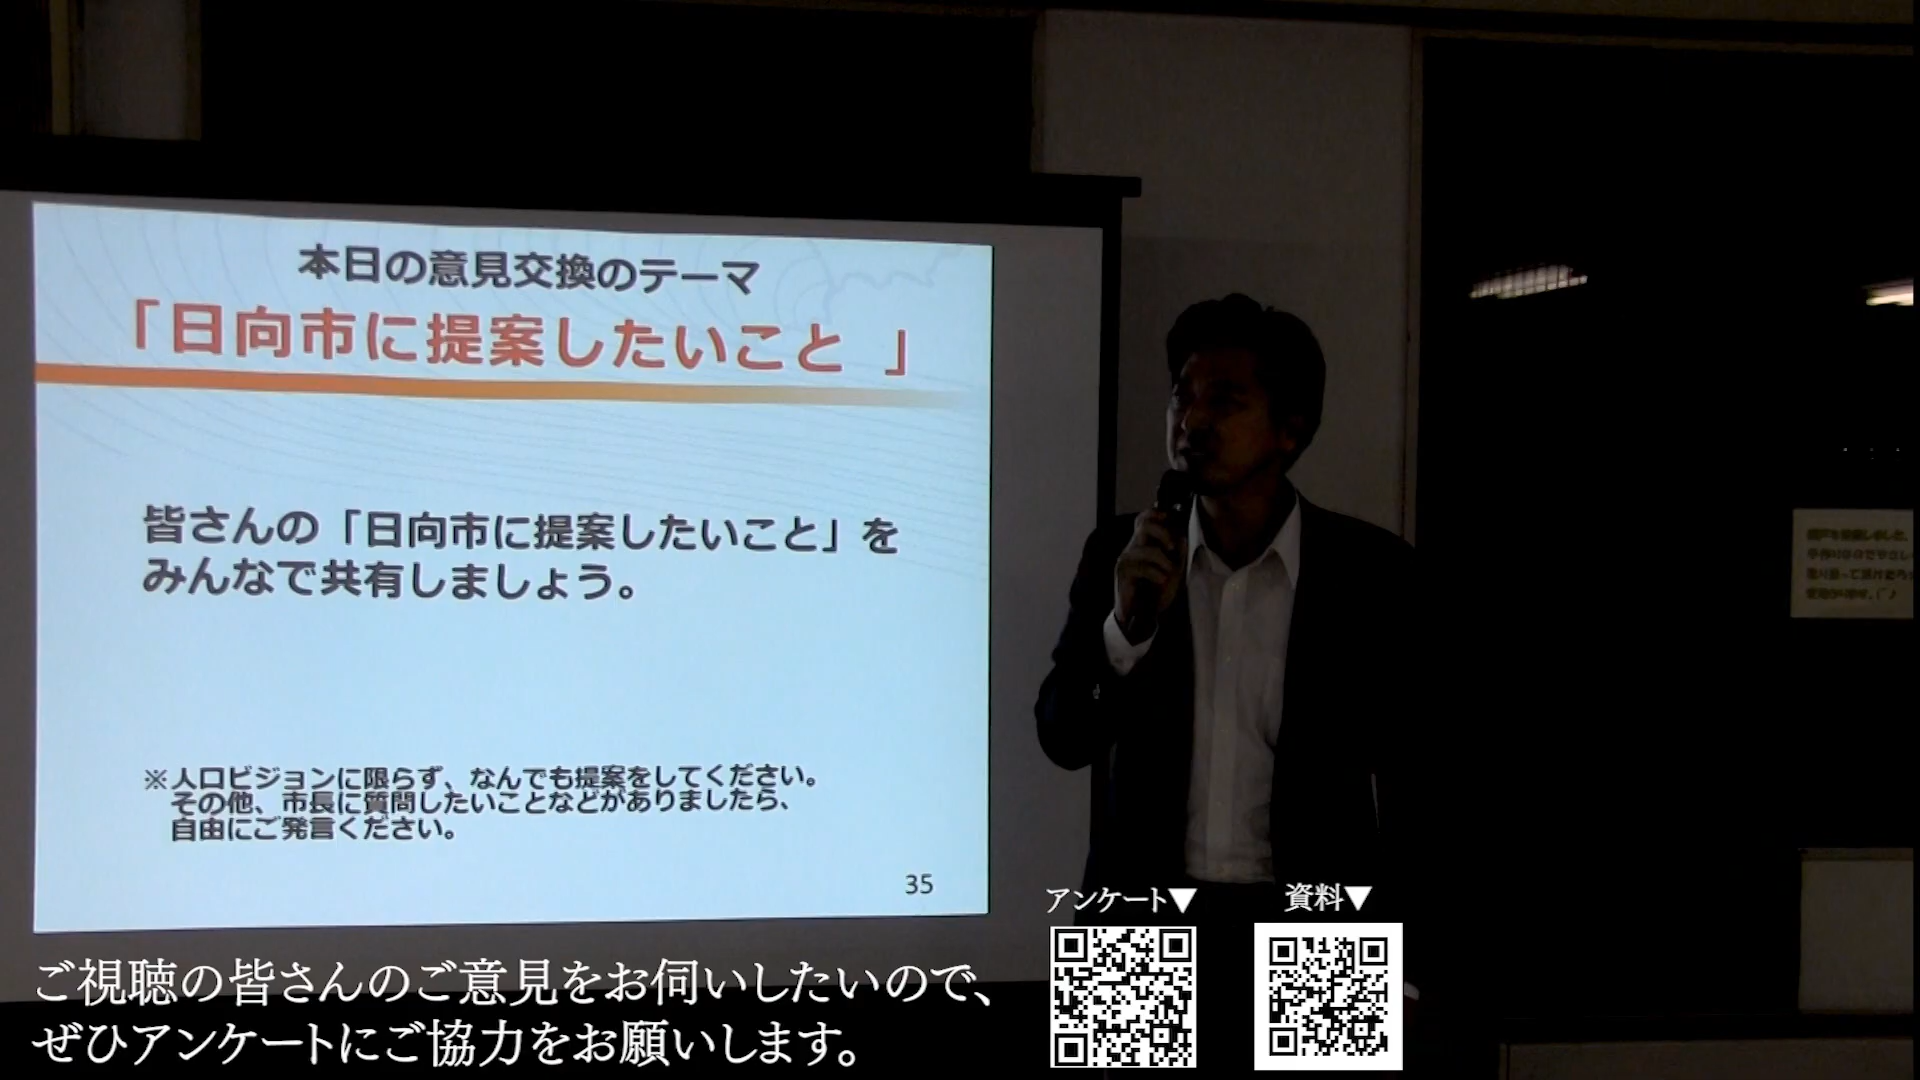 本日の意見交換のテーマ
「日向市に提案したいこと 」
皆さんの「日向市に提案したいこと」を
みんなで共有しましょう。
※人口ビジョンに限らず、なんでも提案をしてください。
その他、市長に質問したいことなどがありましたら、
自由にご発言ください。
35
アンケート▼
資料▼
ご視聴の皆さんのご意見をお伺いしたいので、
ぜひアンケートにご協力をお願いします。